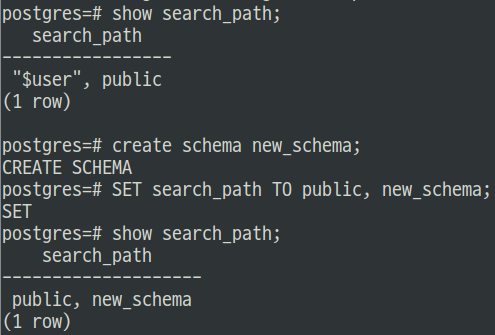 postgres=# show search_path;
   search_path
-----------------
 "$user", public
(1 row)

postgres=# create schema new_schema;
CREATE SCHEMA
postgres=# SET search_path TO public, new_schema;
SET
postgres=# show search_path;
    search_path
--------------------
 public, new_schema
(1 row)